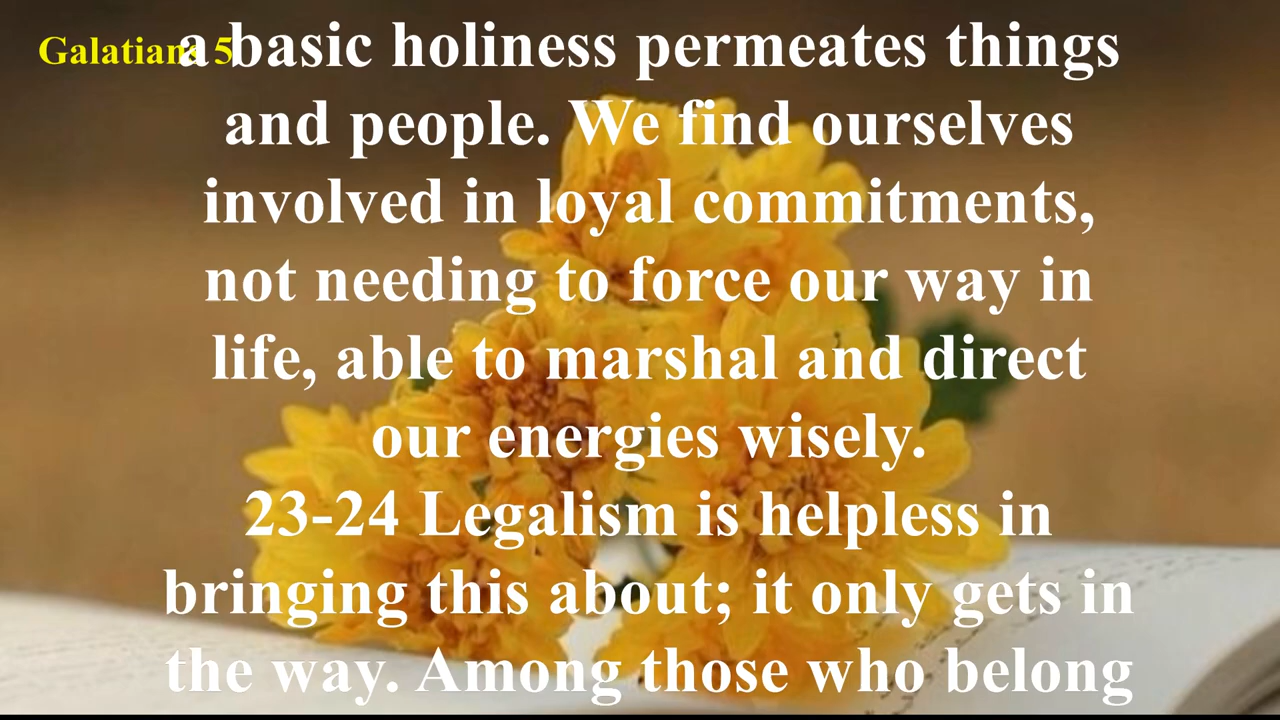 Galatians 5
a basic holiness permeates things
and people. We find ourselves
involved in loyal commitments,
not needing to force our way in
life, able to marshal and direct
our energies wisely.
23-24 Legalism is helpless in
bringing this about; it only gets in
the way. Among those who belong